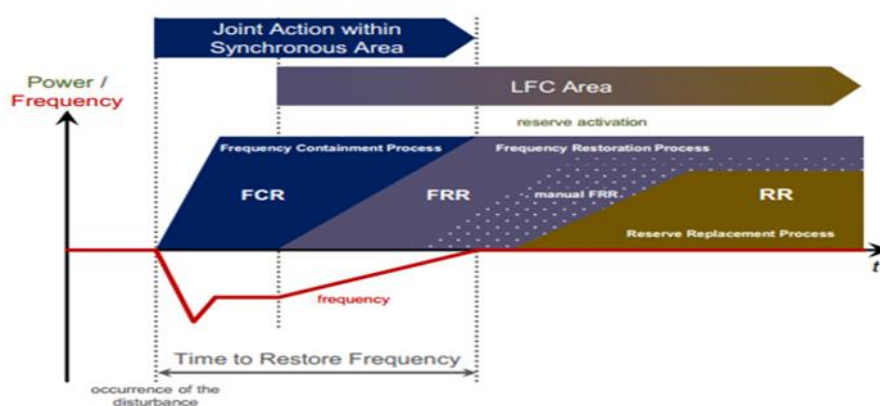 Joint Action within
Synchronous Area
Power /
Frequency
LFC Area
reserve activation
Frequency Containment Process
Frequency Restoration Process
FCR
FRR
manual FRR
RR
Reserve Replacement Process
t
frequency
Time to Restore Frequency
occurrence of the
disturbance